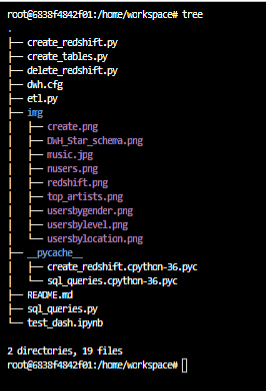 root@6838f4842f01:/home/workspace# tree
.
├── create_redshift.py
├── create_tables.py
├── delete_redshift.py
├── dwh.cfg
├── etl.py
├── img
│   ├── create.png
│   ├── DWH_Star_schema.png
│   ├── music.jpg
│   ├── nusers.png
│   ├── redshift.png
│   ├── top_artists.png
│   ├── usersbygender.png
│   ├── usersbylevel.png
│   └── usersbylocation.png
├── __pycache__
│   ├── create_redshift.cpython-36.pyc
│   └── sql_queries.cpython-36.pyc
├── README.md
├── sql_queries.py
└── test_dash.ipynb

2 directories, 19 files
root@6838f4842f01:/home/workspace#